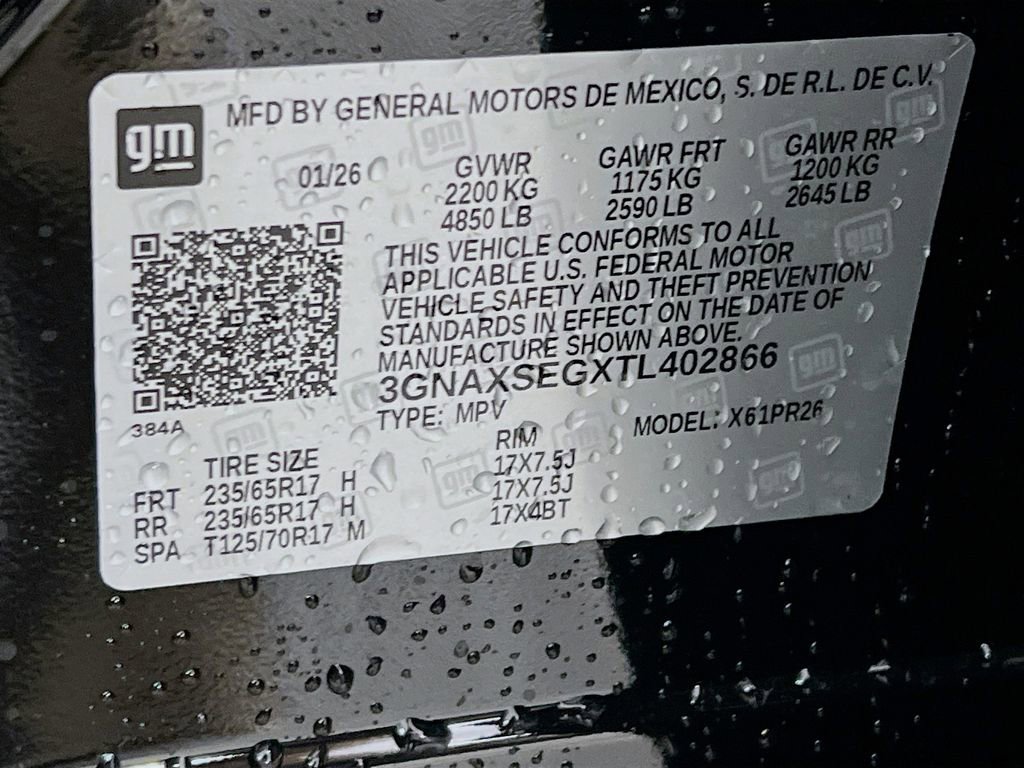 gm
MFD BY GENERAL MOTORS DE MEXICO, S. DE R.L. DE C.V.
01/26 GVWR GAWR FRT GAWR RR
2200 KG 1175 KG 1200 KG
4850 LB 2590 LB 2645 LB
THIS VEHICLE CONFORMS TO ALL
APPLICABLE U.S. FEDERAL MOTOR
VEHICLE SAFETY AND THEFT PREVENTION
STANDARDS IN EFFECT ON THE DATE OF
MANUFACTURE SHOWN ABOVE.
3GNAXSEGXTL402866
384A TYPE: MPV MODEL: X61PR26
TIRE SIZE RIM
FRT 235/65R17 H 17X7.5J
RR 235/65R17 H 17X7.5J
SPA T125/70R17 M 17X4BT